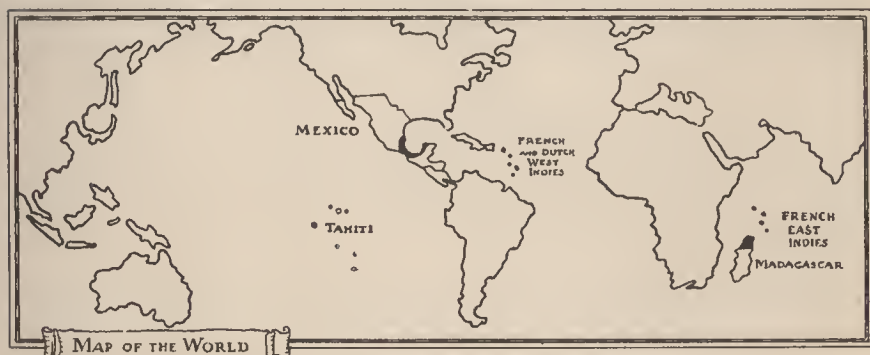 MEXICO
FRENCH
AND DUTCH
WEST
INDIES
TAHITI
FRENCH
EAST
INDIES
MADAGASCAR
MAP OF THE WORLD